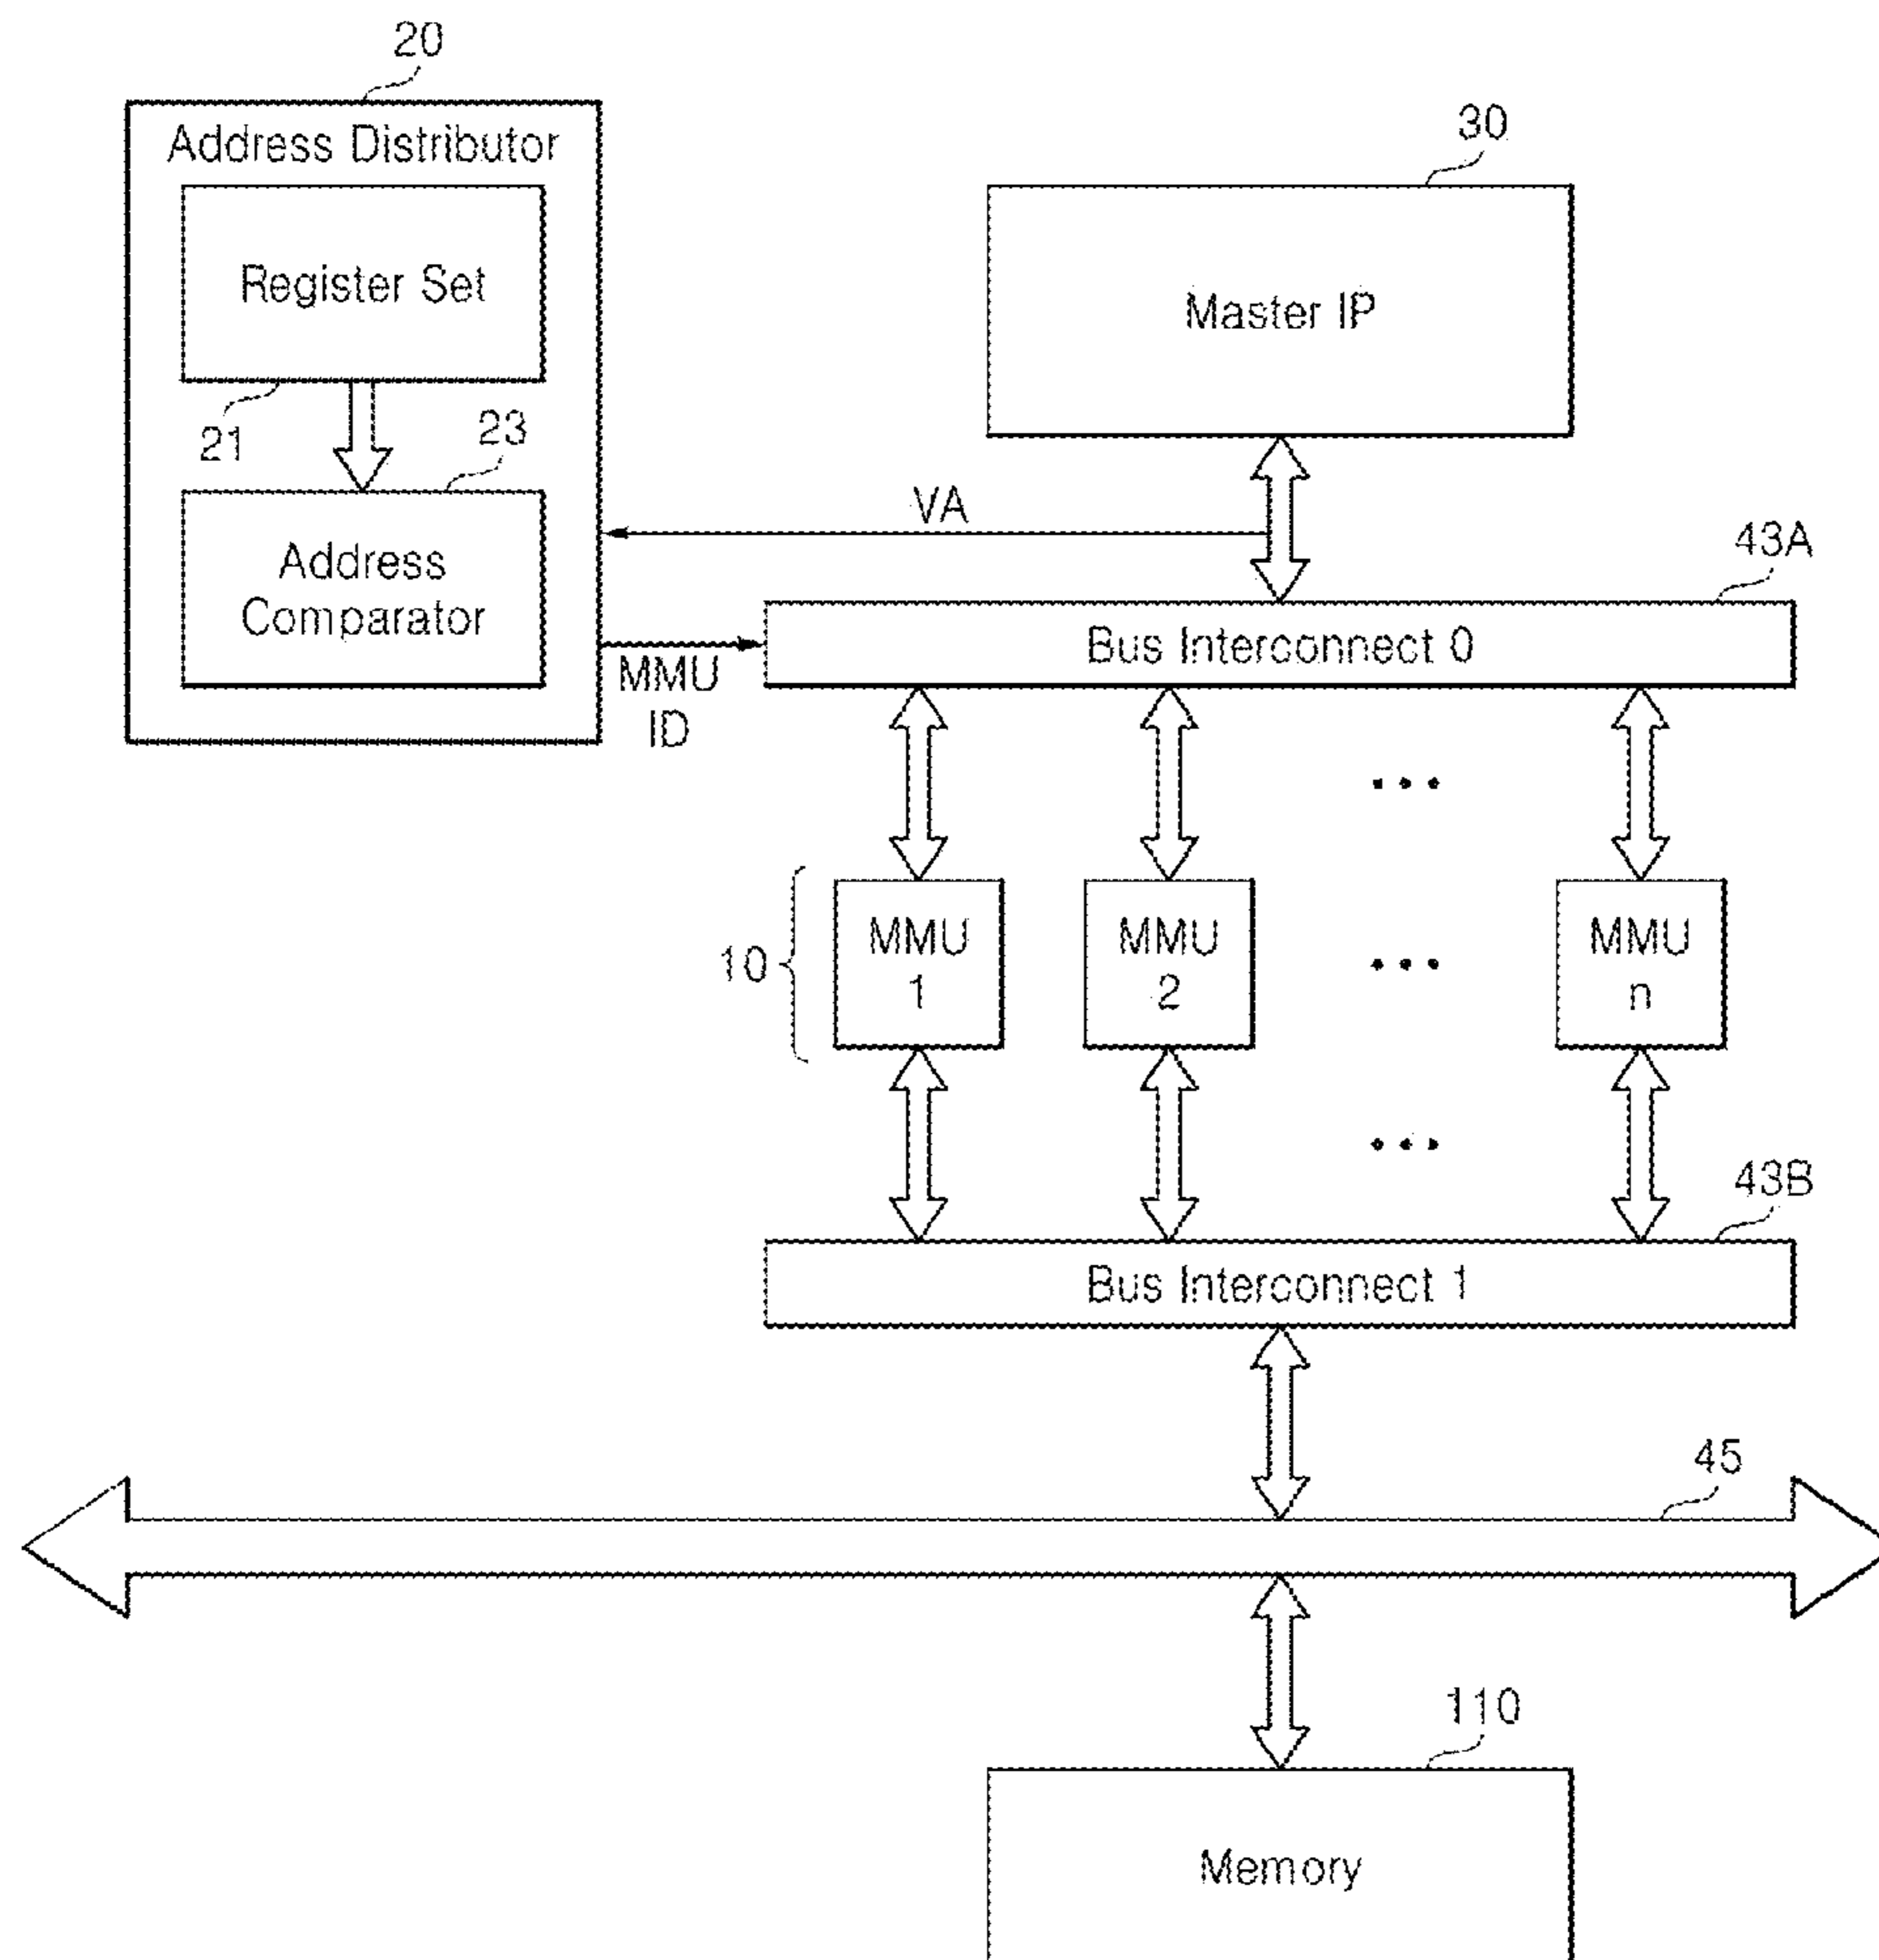 20
Address Distributor
30
Register Set
Master IP
21
23
VA
43A
Address
Comparator
Bus Interconnect 0
MMU
ID
...
10
MMU
1
MMU
2
...
MMU
n
...
43B
Bus Interconnect 1
45
110
Memory